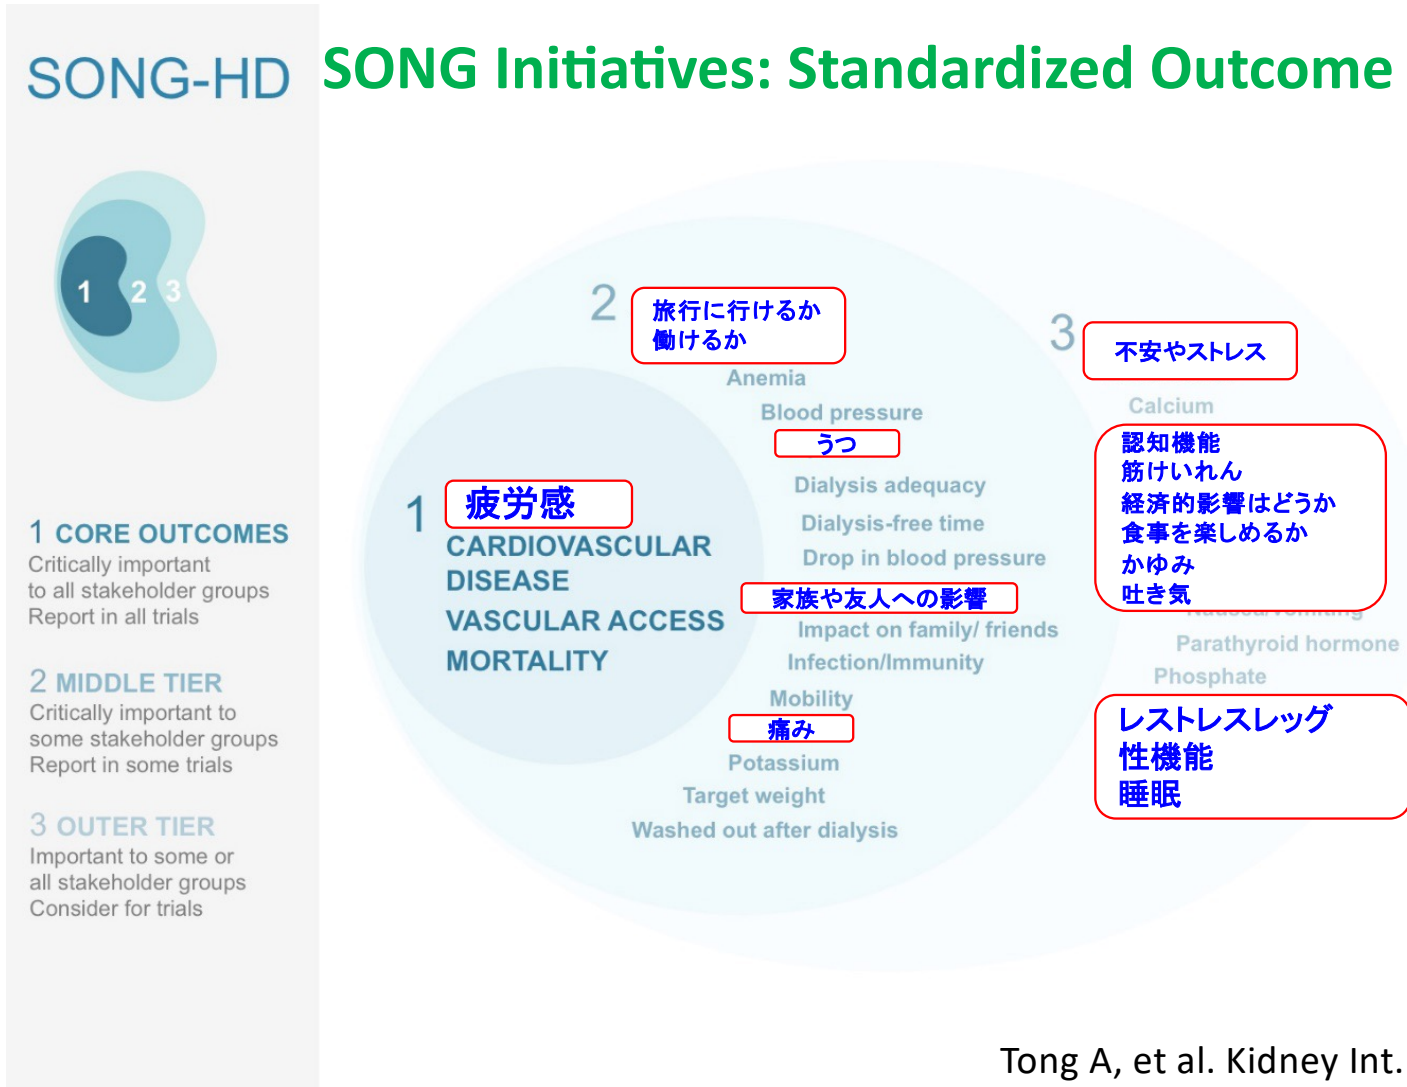 SONG-HD
SONG Initiatives: Standardized Outcome
1 2 3
1 CORE OUTCOMES
Critically important
to all stakeholder groups
Report in all trials
2 MIDDLE TIER
Critically important to
some stakeholder groups
Report in some trials
3 OUTER TIER
Important to some or
all stakeholder groups
Consider for trials
1
疲労感
CARDIOVASCULAR
DISEASE
VASCULAR ACCESS
MORTALITY
2
旅行に行けるか
働けるか
Anemia
Blood pressure
うつ
Dialysis adequacy
Dialysis-free time
Drop in blood pressure
家族や友人への影響
Impact on family/ friends
Infection/Immunity
Mobility
痛み
Potassium
Target weight
Washed out after dialysis
3
不安やストレス
Calcium
認知機能
筋けいれん
経済的影響はどうか
食事を楽しめるか
かゆみ
吐き気
Nausea/vomiting
Parathyroid hormone
Phosphate
レストレスレッグ
性機能
睡眠
Tong A, et al. Kidney Int.